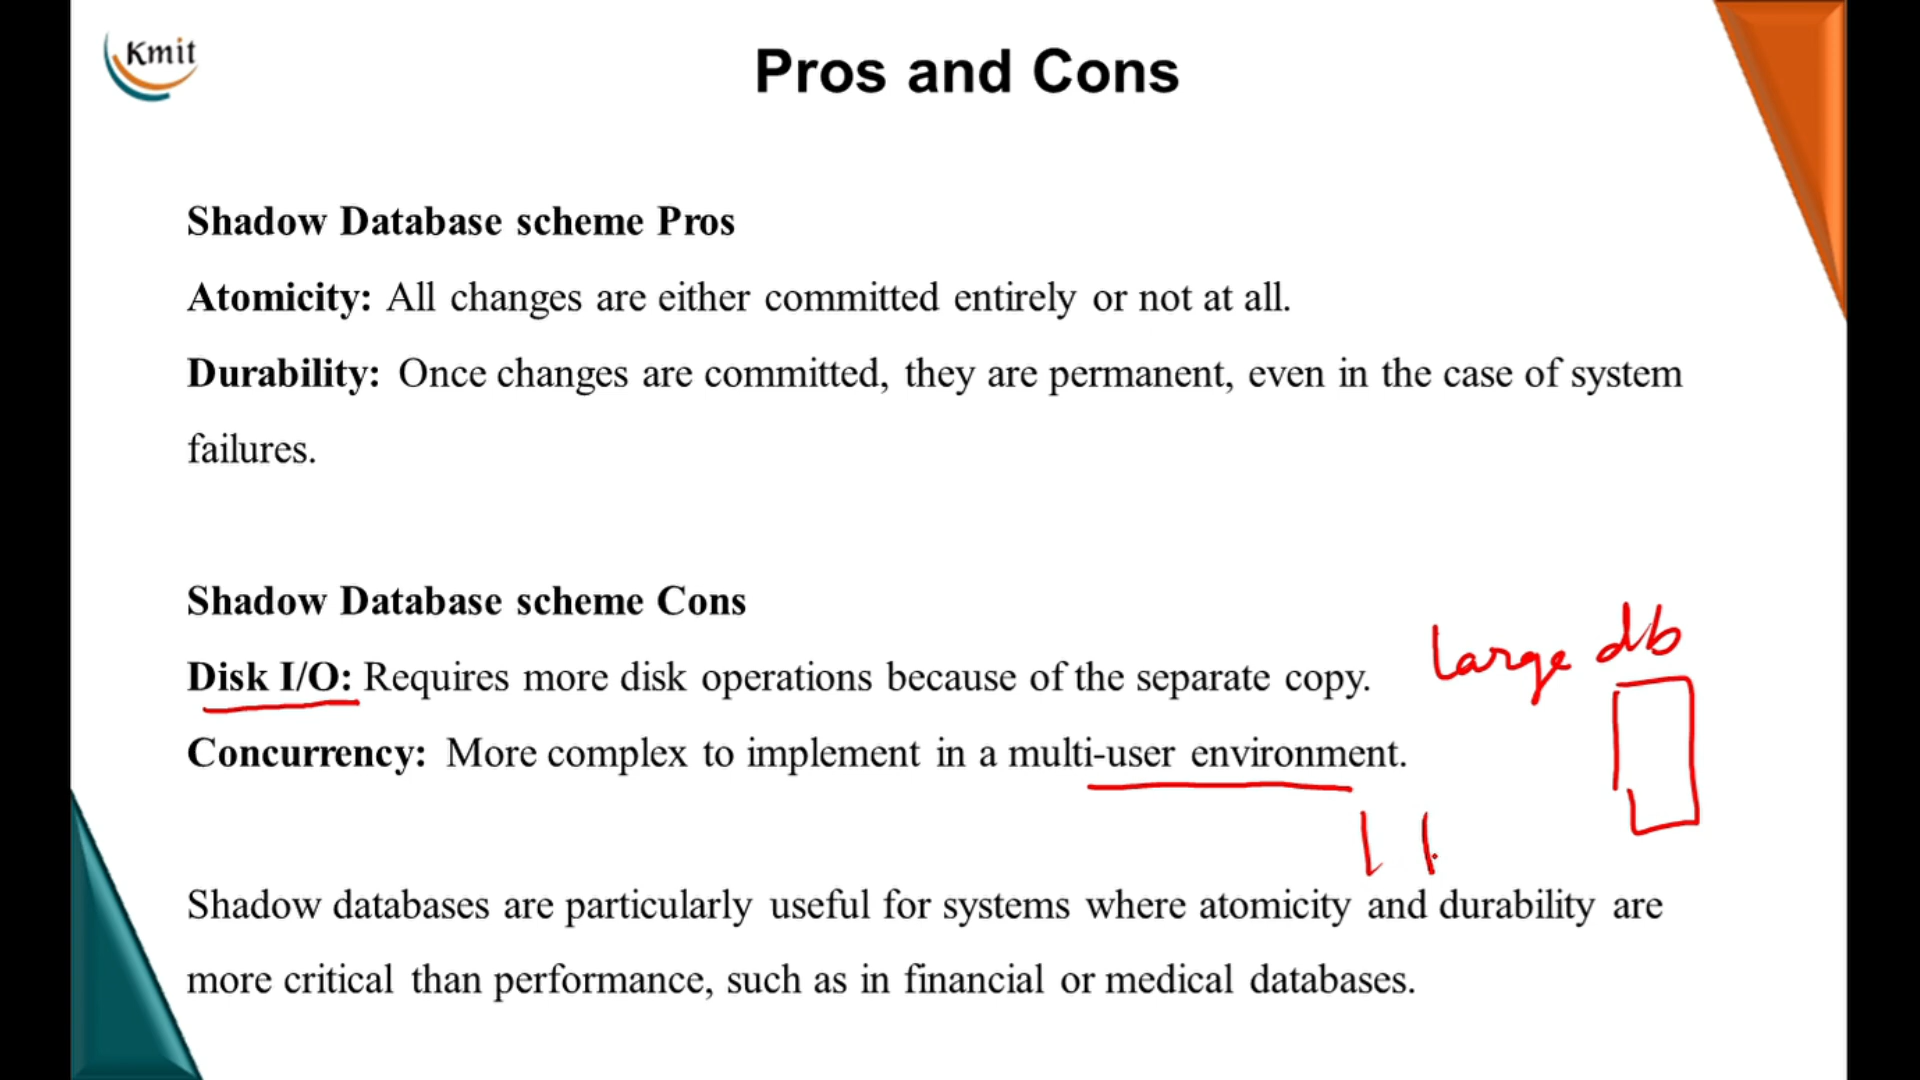 Kmit
Pros and Cons
Shadow Database scheme Pros
Atomicity: All changes are either committed entirely or not at all.
Durability: Once changes are committed, they are permanent, even in the case of system
failures.
Shadow Database scheme Cons
large db
Disk I/O: Requires more disk operations because of the separate copy.
Concurrency: More complex to implement in a multi-user environment.
Shadow databases are particularly useful for systems where atomicity and durability are
more critical than performance, such as in financial or medical databases.